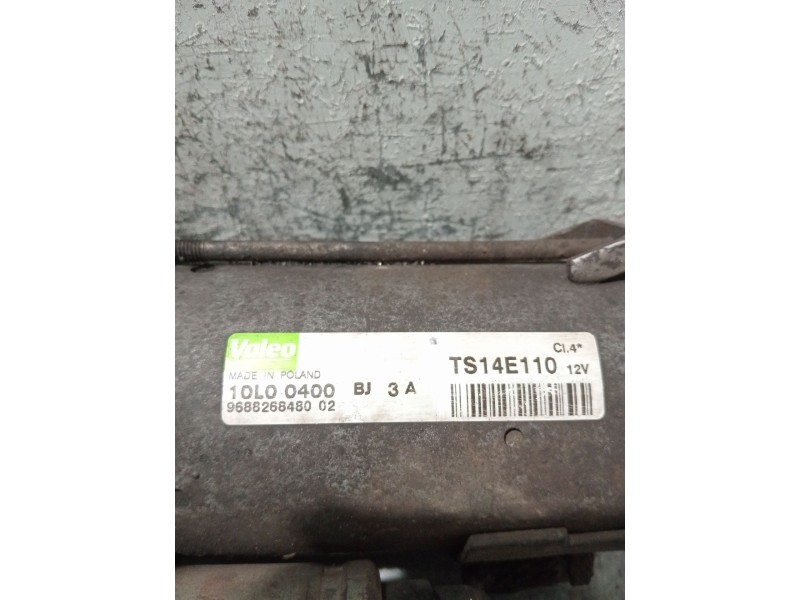 Valeo
Cl.4*
MADE IN POLAND
TS14E110 12V
10L0 0400 BJ 3 A
9688268480 02